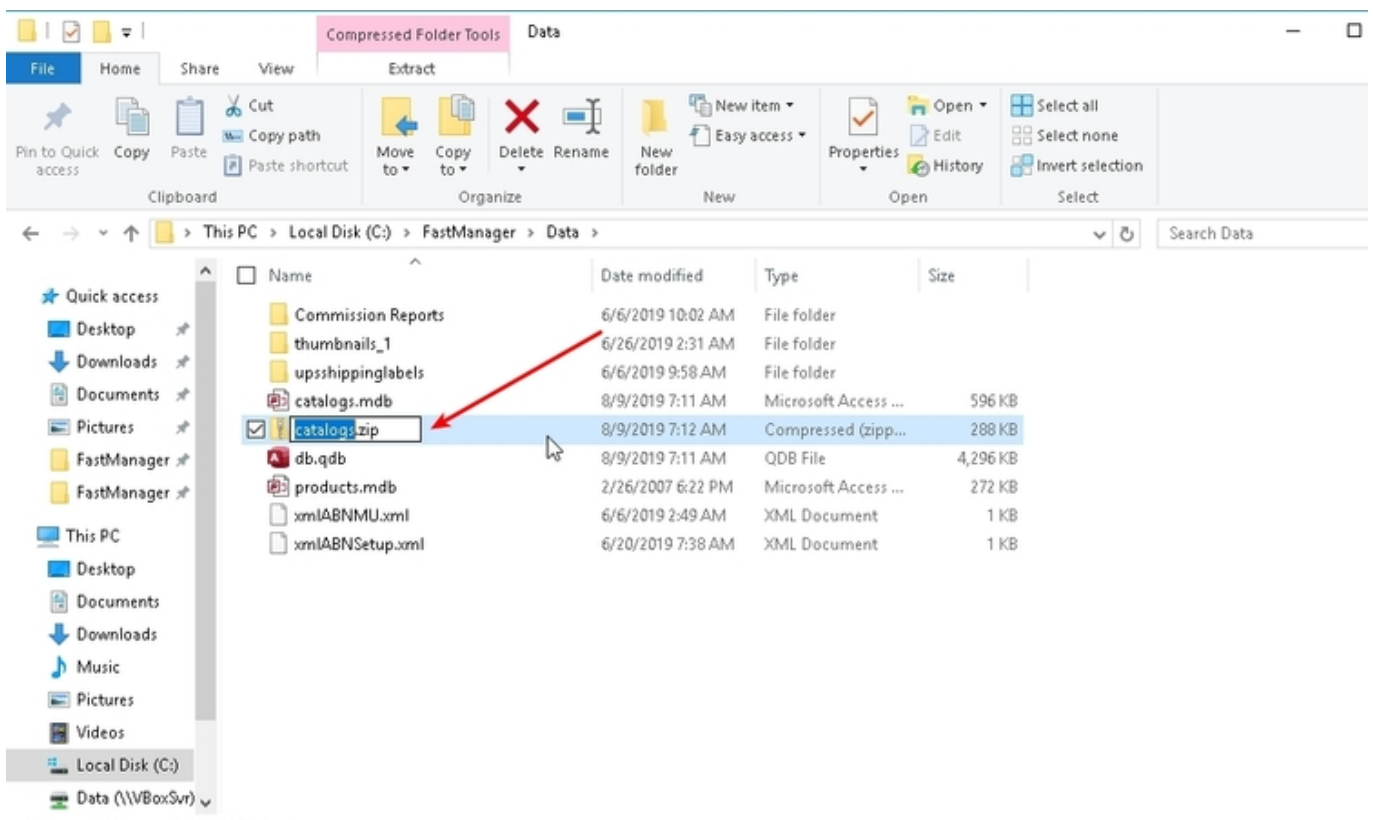 Compressed Folder Tools Data
File Home Share View Extract
Pin to Quick access
Copy
Paste
Cut
Copy path
Paste shortcut
Move to
Copy to
Delete
Rename
New folder
New item
Easy access
Properties
Open
Edit
History
Select all
Select none
Invert selection
Clipboard Organize New Open Select
This PC > Local Disk (C:) > FastManager > Data > Search Data
Name Date modified Type Size
Commission Reports 6/6/2019 10:02 AM File folder
thumbnails_1 6/26/2019 2:31 AM File folder
upsshippinglabels 6/6/2019 9:58 AM File folder
catalogs.mdb 8/9/2019 7:11 AM Microsoft Access ... 596 KB
catalogs.zip 8/9/2019 7:12 AM Compressed (zipp... 288 KB
db.qdb 8/9/2019 7:11 AM QDB File 4,296 KB
products.mdb 2/26/2007 6:22 PM Microsoft Access ... 272 KB
xmlABNMU.xml 6/6/2019 2:49 AM XML Document 1 KB
xmlABNSetup.xml 6/20/2019 7:38 AM XML Document 1 KB
Quick access
Desktop
Downloads
Documents
Pictures
FastManager
FastManager
This PC
Desktop
Documents
Downloads
Music
Pictures
Videos
Local Disk (C:)
Data (\\VBoxSvr)